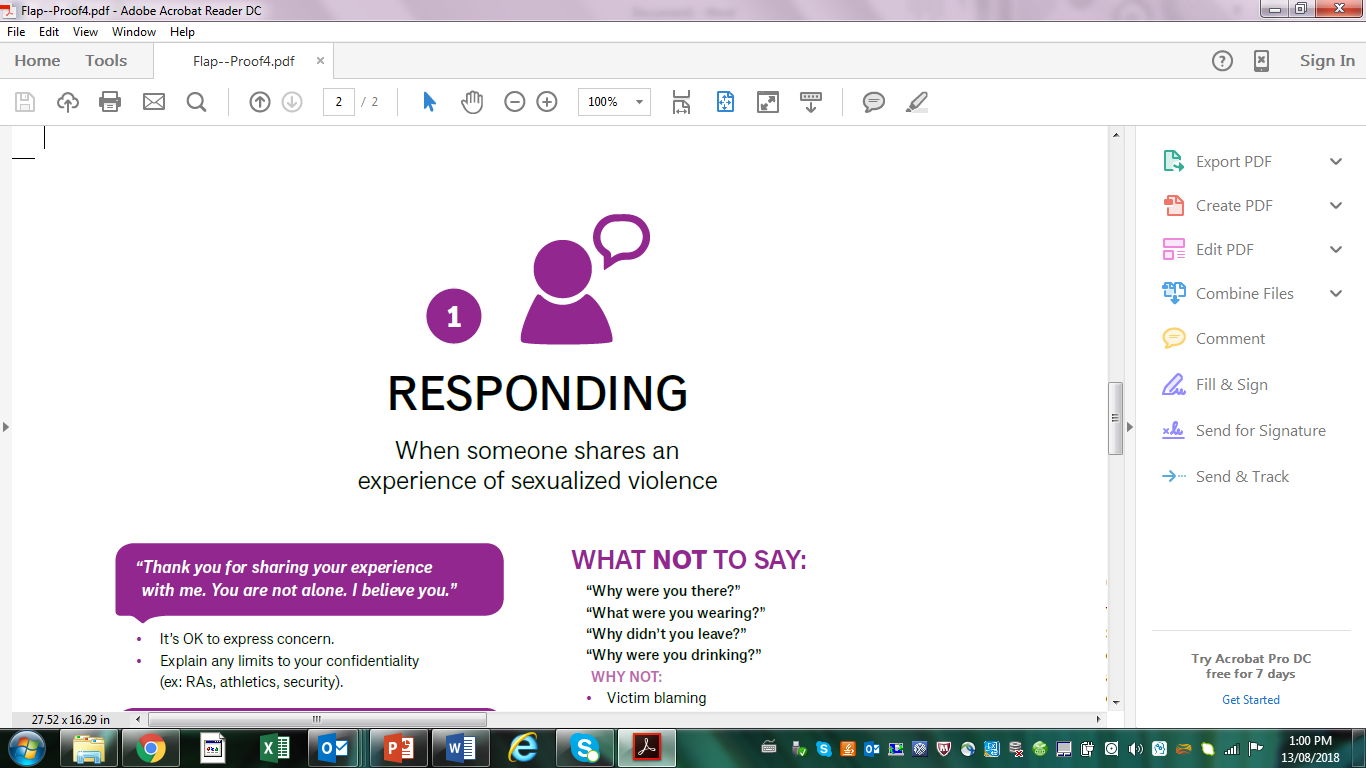 Flap--Proof4.pdf - Adobe Acrobat Reader DC
File Edit View Window Help
Home Tools Flap--Proof4.pdf × Sign In
2 / 2 100%
1
RESPONDING
When someone shares an
experience of sexualized violence
“Thank you for sharing your experience
with me. You are not alone. I believe you.”
• It’s OK to express concern.
• Explain any limits to your confidentiality
(ex: RAs, athletics, security).
WHAT NOT TO SAY:
“Why were you there?”
“What were you wearing?”
“Why didn’t you leave?”
“Why were you drinking?”
WHY NOT:
• Victim blaming
Export PDF
Create PDF
Edit PDF
Combine Files
Comment
Fill & Sign
Send for Signature
Send & Track
Try Acrobat Pro DC
free for 7 days
Get Started
27.52 x 16.29 in
1:00 PM
13/08/2018